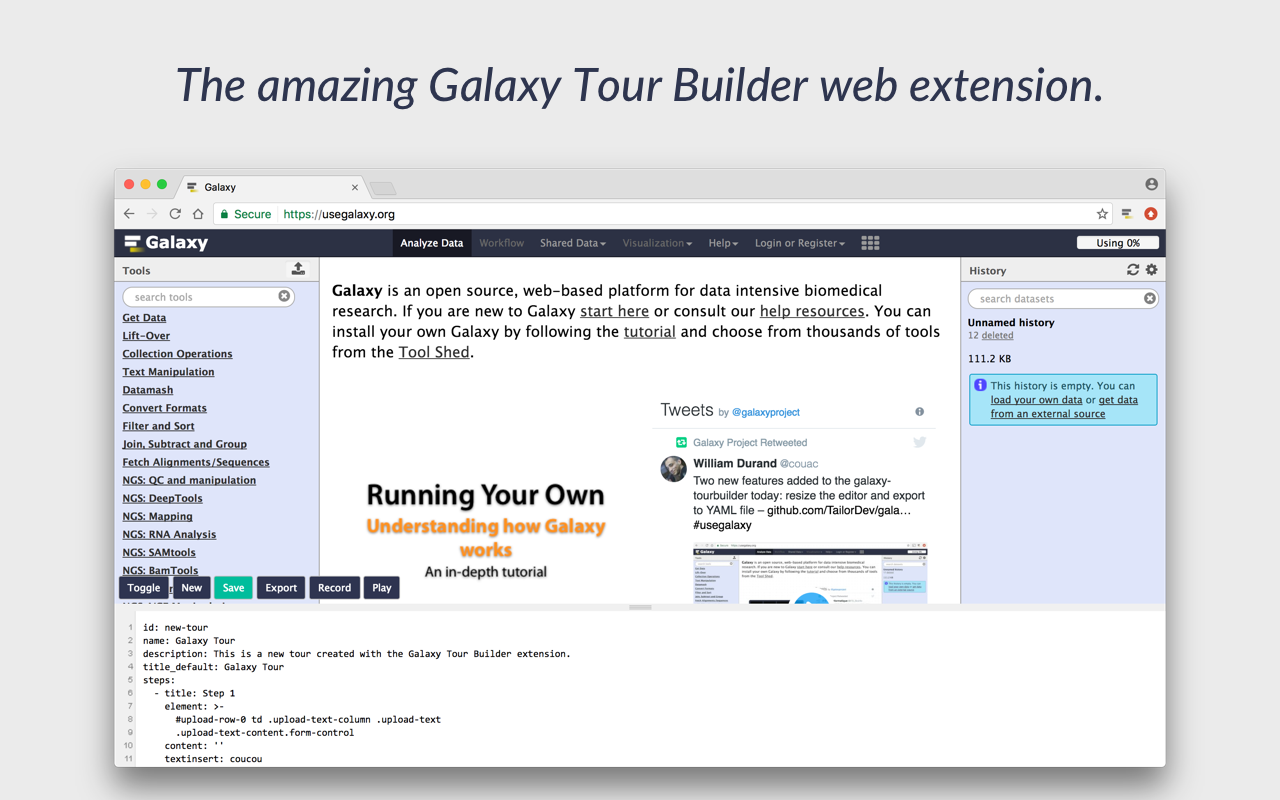 The amazing Galaxy Tour Builder web extension.
Galaxy
Secure https://usegalaxy.org
Galaxy
Analyze Data Workflow Shared Data Visualization Help Login or Register
Using 0%
Tools
search tools
Get Data
Lift-Over
Collection Operations
Text Manipulation
Datamash
Convert Formats
Filter and Sort
Join, Subtract and Group
Fetch Alignments/Sequences
NGS: QC and manipulation
NGS: DeepTools
NGS: Mapping
NGS: RNA Analysis
NGS: SAMtools
NGS: BamTools
Toggle New Save Export Record Play
Galaxy is an open source, web-based platform for data intensive biomedical
research. If you are new to Galaxy start here or consult our help resources. You can
install your own Galaxy by following the tutorial and choose from thousands of tools
from the Tool Shed.
Running Your Own
Understanding how Galaxy
works
An in-depth tutorial
Tweets by @galaxyproject
Galaxy Project Retweeted
William Durand @couac
Two new features added to the galaxy-
tourbuilder today: resize the editor and export
to YAML file – github.com/TailorDev/gala…
#usegalaxy
History
search datasets
Unnamed history
12 deleted
111.2 KB
This history is empty. You can
load your own data or get data
from an external source
1 id: new-tour
2 name: Galaxy Tour
3 description: This is a new tour created with the Galaxy Tour Builder extension.
4 title_default: Galaxy Tour
5 steps:
6 - title: Step 1
7 element: >-
8 #upload-row-0 td .upload-text-column .upload-text
9 .upload-text-content.form-control
10 content: ''
11 textinsert: coucou